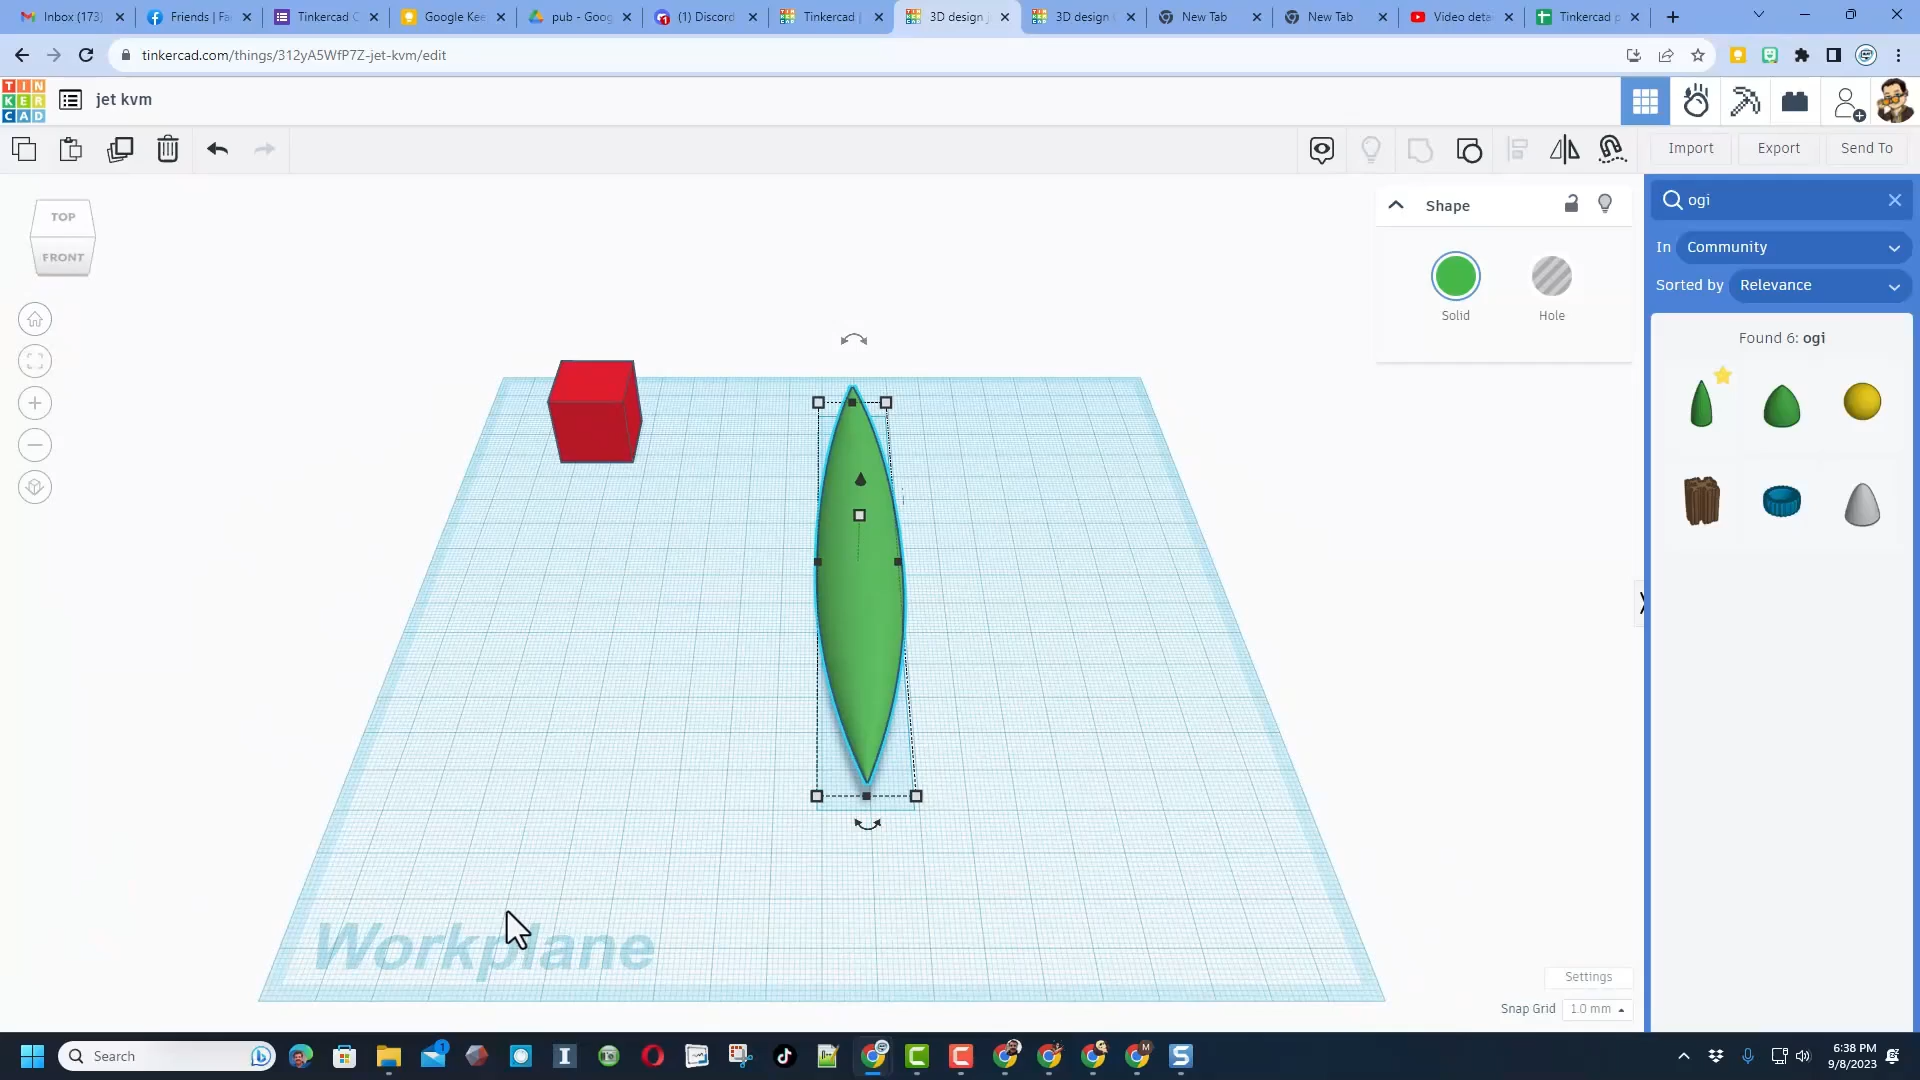 Inbox (173)
Friends | Fa
Tinkercad C
Google Kee
pub - Goog
(1) Discord
Tinkercad |
3D design j
3D design
New Tab
New Tab
Video deta
Tinkercad p
tinkercad.com/things/312yA5WfP7Z-jet-kvm/edit
TIN
KER
CAD
jet kvm
Import
Export
Send To
TOP
FRONT
Shape
Solid
Hole
ogi
In Community
Sorted by Relevance
Found 6: ogi
Workplane
Settings
Snap Grid 1.0 mm
Search
1
M
6:38 PM
9/8/2023